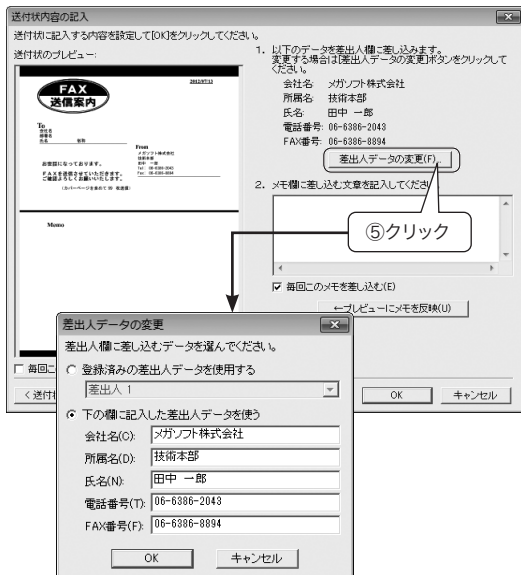 送付状内容の記入
送付状に記入する内容を設定して[OK]をクリックしてください。
送付状のプレビュー:
FAX
送信案内
2012/07/13
To
会社名
部署名
氏名 敬称
From
メガソフト株式会社
技術本部
田中 一郎
Tel: 06-6386-2043
Fax: 06-6386-8894
お世話になっております。
FAXを送信させていただきます。
ご確認よろしくお願いいたします。
Memo
1. 以下のデータを差出人欄に差し込みます。
変更する場合は[差出人データの変更]ボタンをクリックして
ください。
会社名 メガソフト株式会社
所属名 技術本部
氏名: 田中 一郎
電話番号: 06-6386-2043
FAX番号: 06-6386-8894
差出人データの変更(F)...
2. メモ欄に差し込む文章を記入してくださ
⑤クリック
毎回このメモを差し込む(E)
←プレビューにメモを反映(U)
毎回こ
< 送付
OK
キャンセル
差出人データの変更
差出人欄に差し込むデータを選んでください。
登録済みの差出人データを使用する
差出人 1
下の欄に記入した差出人データを使う
会社名(C): メガソフト株式会社
所属名(D): 技術本部
氏名(N): 田中 一郎
電話番号(T): 06-6386-2043
FAX番号(F): 06-6386-8894
OK
キャンセル